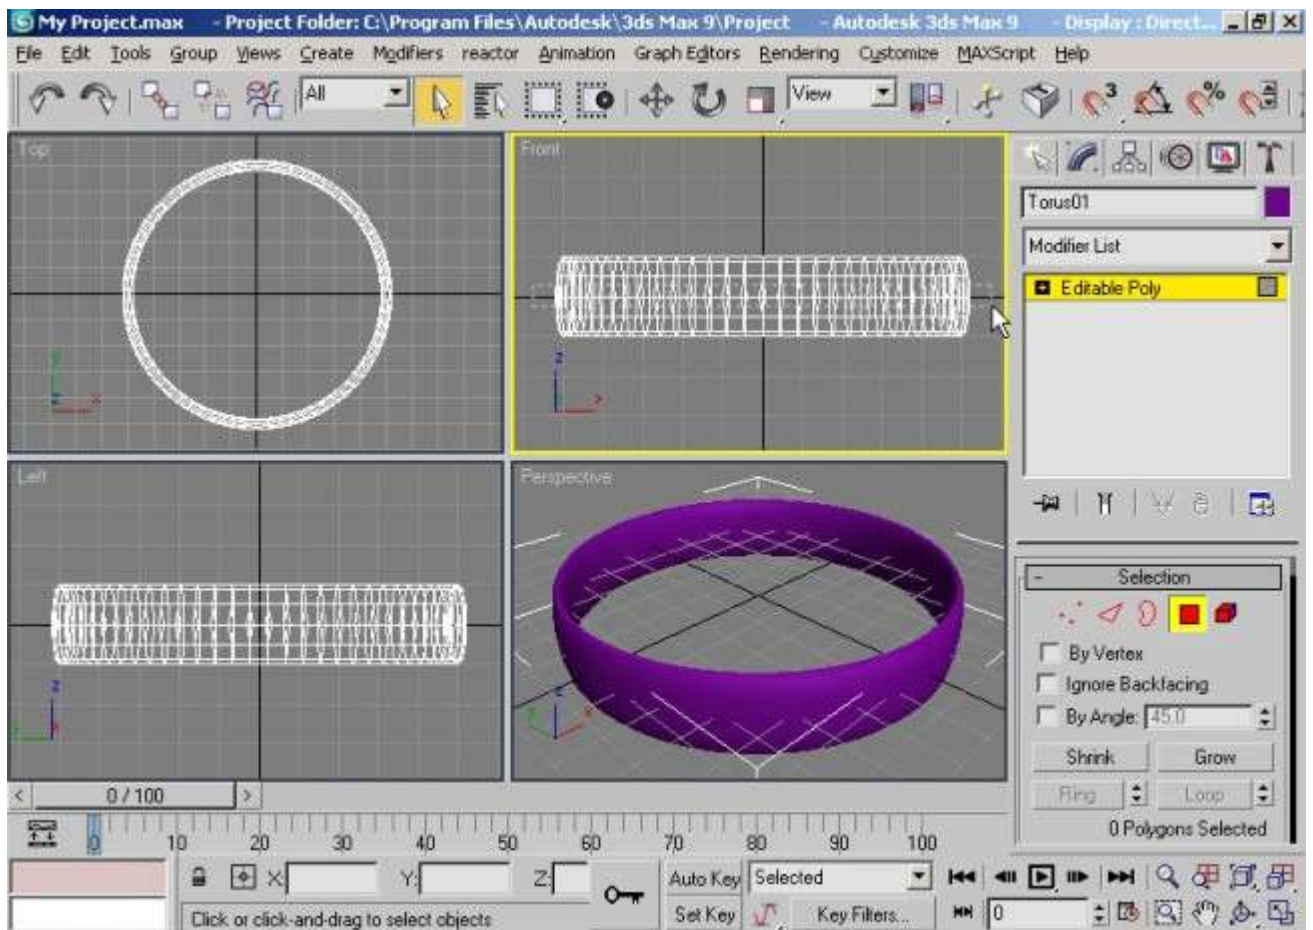 My Project.max - Project Folder: C:\Program Files\Autodesk\3ds Max 9\Project - Autodesk 3ds Max 9 - Display : Direct...
File Edit Tools Group Views Create Modifiers reactor Animation Graph Editors Rendering Customize MAXScript Help
All View 3 %
Top Front
Torus01
Modifier List
Editable Poly
z
y z x x
Left Perspective
Selection
By Vertex
Ignore Backfacing
By Angle: 45.0
Shrink Grow
Ring Loop
0 Polygons Selected
z
< 0 / 100 >
0 10 20 30 40 50 60 70 80 90 100
X: Y: Z: Auto Key Selected
Click or click-and-drag to select objects Set Key Key Filters... 0